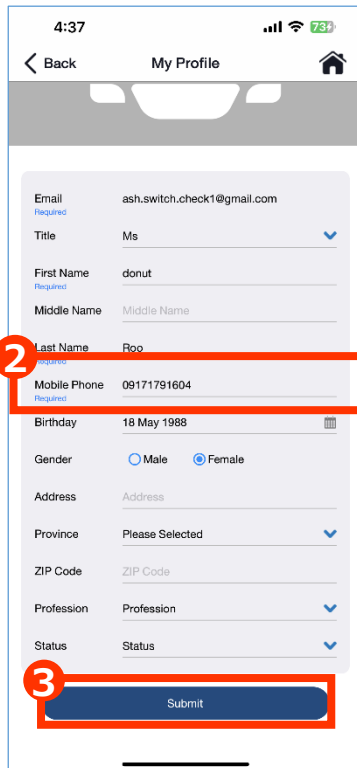 4:37 73
Back My Profile
Email ash.switch.check1@gmail.com
Required
Title Ms
First Name donut
Required
Middle Name Middle Name
2
Last Name Roo
Required
Mobile Phone 09171791604
Required
Birthday 18 May 1988
Gender Male Female
Address Address
Province Please Selected
ZIP Code ZIP Code
Profession Profession
Status Status
3
Submit